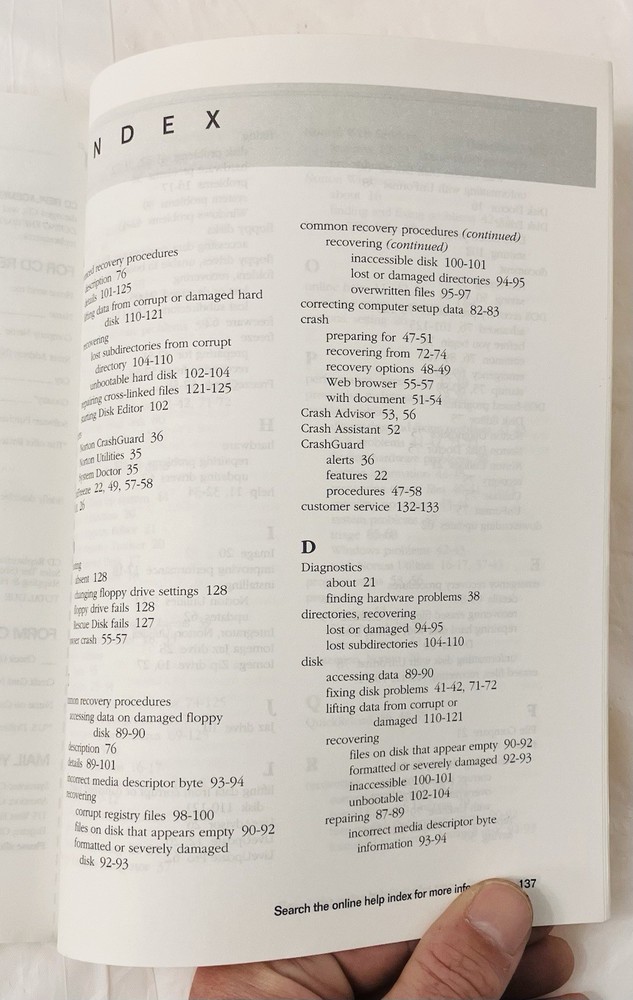 N D E X
recovery procedures
description 76
details 101-125
lifting data from corrupt or damaged hard
disk 110-121
recovering
lost subdirectories from corrupt
directory 104-110
unbootable hard disk 102-104
repairing cross-linked files 121-125
starting Disk Editor 102
Norton CrashGuard 36
Norton Utilities 35
System Doctor 35
22, 49, 57-58
26
absent 128
changing floppy drive settings 128
floppy drive fails 128
Rescue Disk fails 127
crash 55-57
recovery procedures
accessing data on damaged floppy
disk 89-90
description 76
details 89-101
incorrect media descriptor byte 93-94
recovering
corrupt registry files 98-100
files on disk that appears empty 90-92
formatted or severely damaged
disk 92-93
common recovery procedures (continued)
recovering (continued)
inaccessible disk 100-101
lost or damaged directories 94-95
overwritten files 95-97
correcting computer setup data 82-83
crash
preparing for 47-51
recovering from 72-74
recovery options 48-49
Web browser 55-57
with document 51-54
Crash Advisor 53, 56
Crash Assistant 52
CrashGuard
alerts 36
features 22
procedures 47-58
customer service 132-133
D
Diagnostics
about 21
finding hardware problems 38
directories, recovering
lost or damaged 94-95
lost subdirectories 104-110
disk
accessing data 89-90
fixing disk problems 41-42, 71-72
lifting data from corrupt or
damaged 110-121
recovering
files on disk that appear empty 90-92
formatted or severely damaged 92-93
inaccessible 100-101
unbootable 102-104
repairing 87-89
incorrect media descriptor byte
information 93-94
Search the online help index for more 137